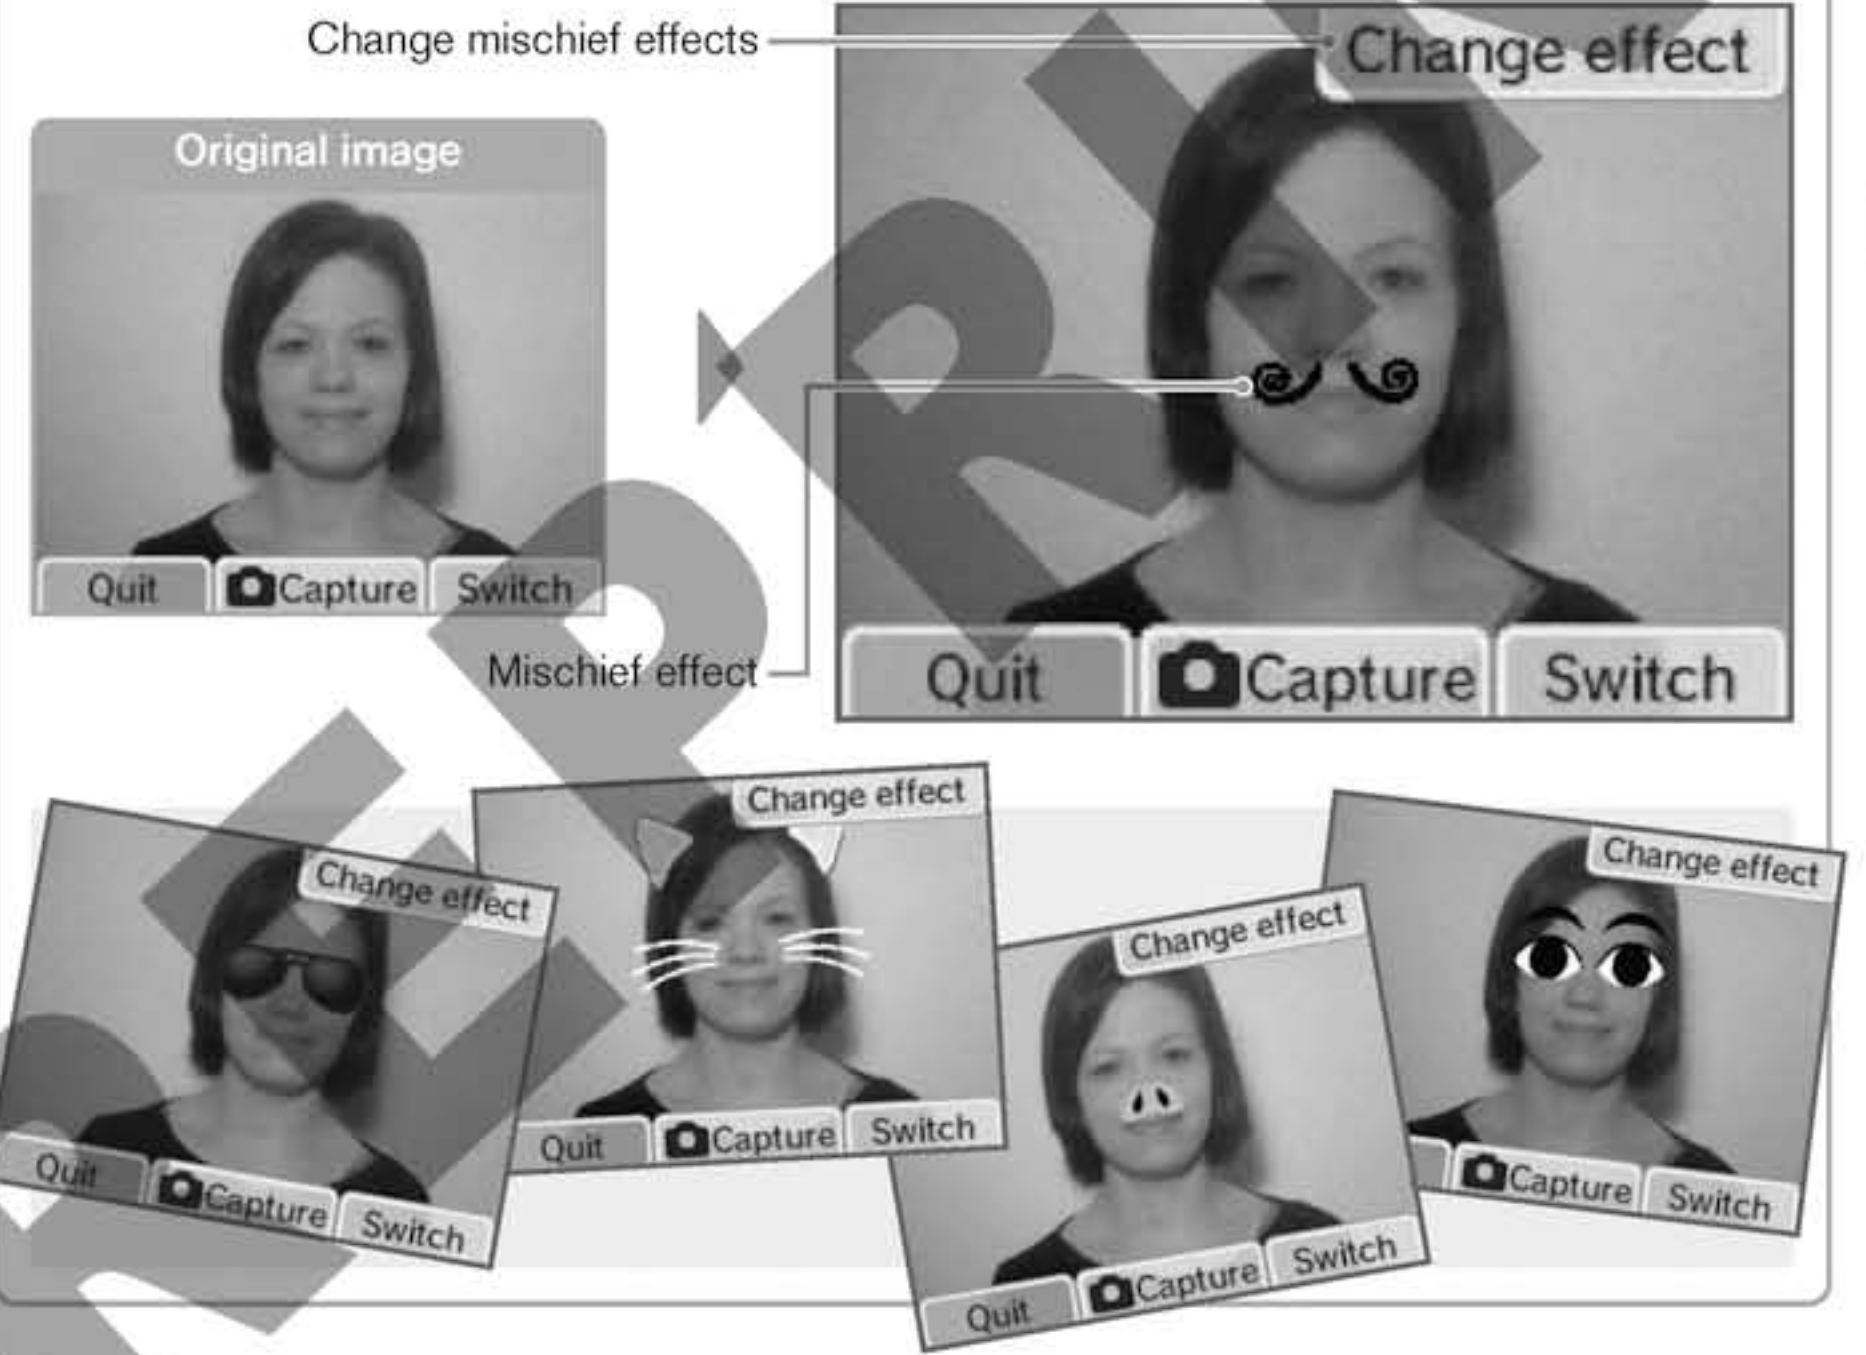 Change mischief effects
Change effect
Original image
Quit
Capture
Switch
Mischief effect
Quit
Capture
Switch
Change effect
Quit
Capture
Switch
Change effect
Quit
Capture
Switch
Change effect
Quit
Capture
Switch
Change effect
Capture
Switch